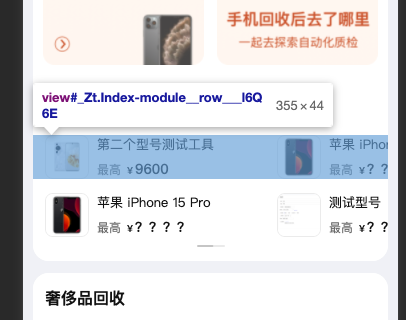 手机回收后去了哪里
一起去探索自动化质检
view#_Zt.Index-module__row___l6Q
6E
355×44
第二个型号测试工具
最高 ¥9600
苹果 iPhon
最高 ¥? ?
苹果 iPhone 15 Pro
最高 ¥? ? ? ?
测试型号
最高 ¥? ?
奢侈品回收